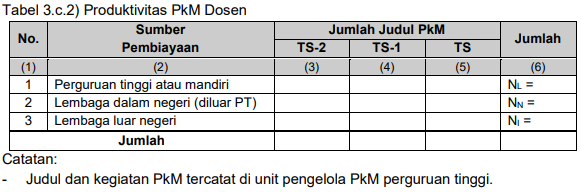 Tabel 3.c.2) Produktivitas PkM Dosen
No. Sumber Pembiayaan Jumlah Judul PkM Jumlah
TS-2 TS-1 TS
(1) (2) (3) (4) (5) (6)
1 Perguruan tinggi atau mandiri NL =
2 Lembaga dalam negeri (diluar PT) NN =
3 Lembaga luar negeri NI =
Jumlah
Catatan:
- Judul dan kegiatan PkM tercatat di unit pengelola PkM perguruan tinggi.